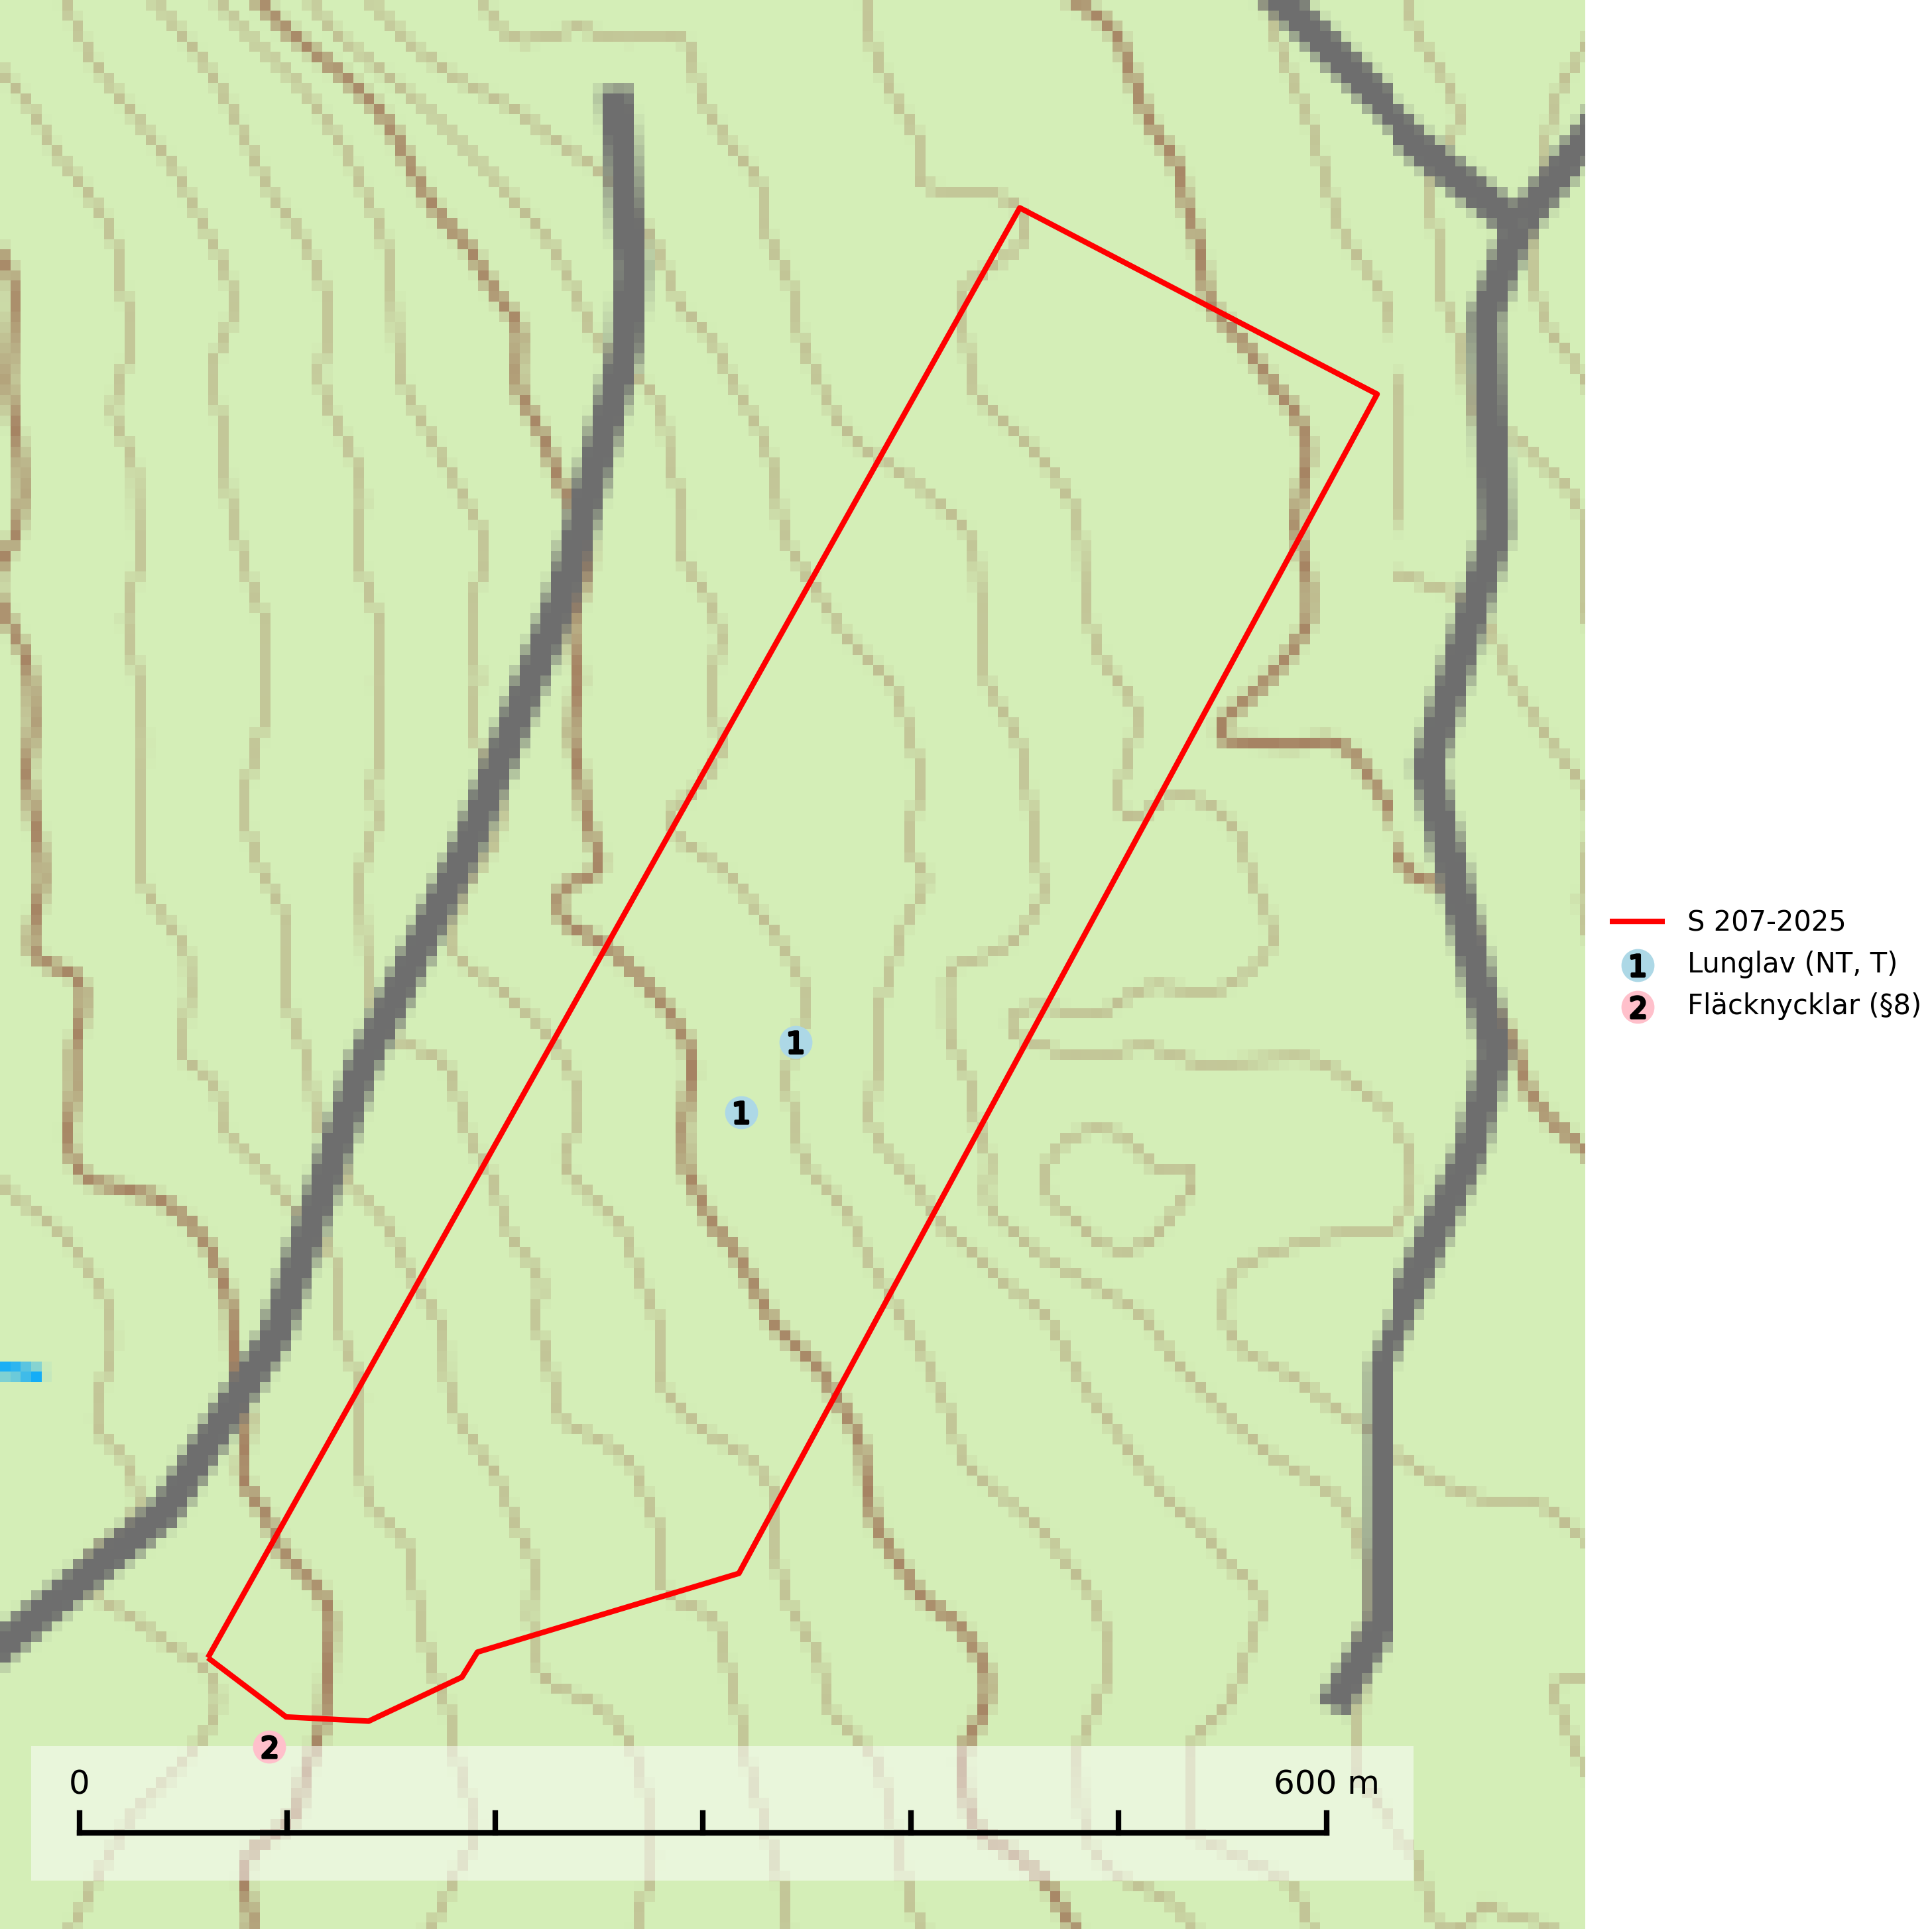 S 207-2025
1 Lunglav (NT, T)
2 Fläcknycklar (§8)
1
1
2
0 600 m